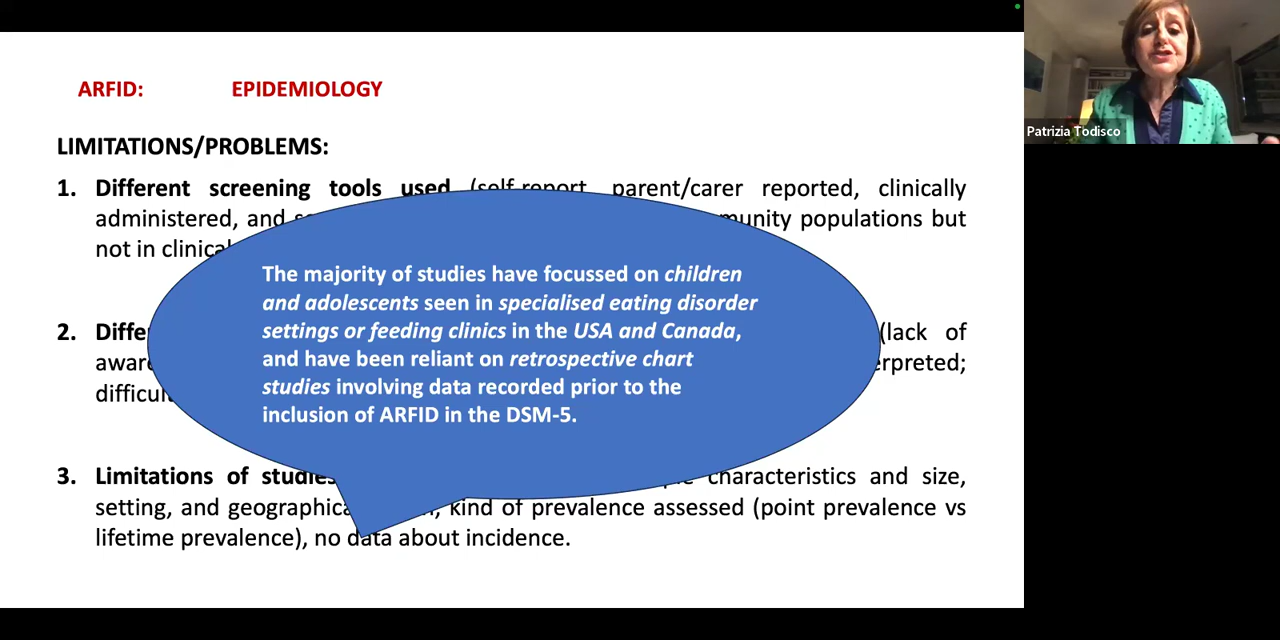 ARFID: EPIDEMIOLOGY
LIMITATIONS/PROBLEMS:
1. Different screening tools used (self-report, parent/carer reported, clinically
administered, and munity populations but
not in clinical
The majority of studies have focussed on children
and adolescents seen in specialised eating disorder
settings or feeding clinics in the USA and Canada,
and have been reliant on retrospective chart
studies involving data recorded prior to the
inclusion of ARFID in the DSM-5.
2. Diffe (lack of
aware erpreted;
difficul
3. Limitations of studies characteristics and size,
setting, and geographica kind of prevalence assessed (point prevalence vs
lifetime prevalence), no data about incidence.
Patrizia Todisco